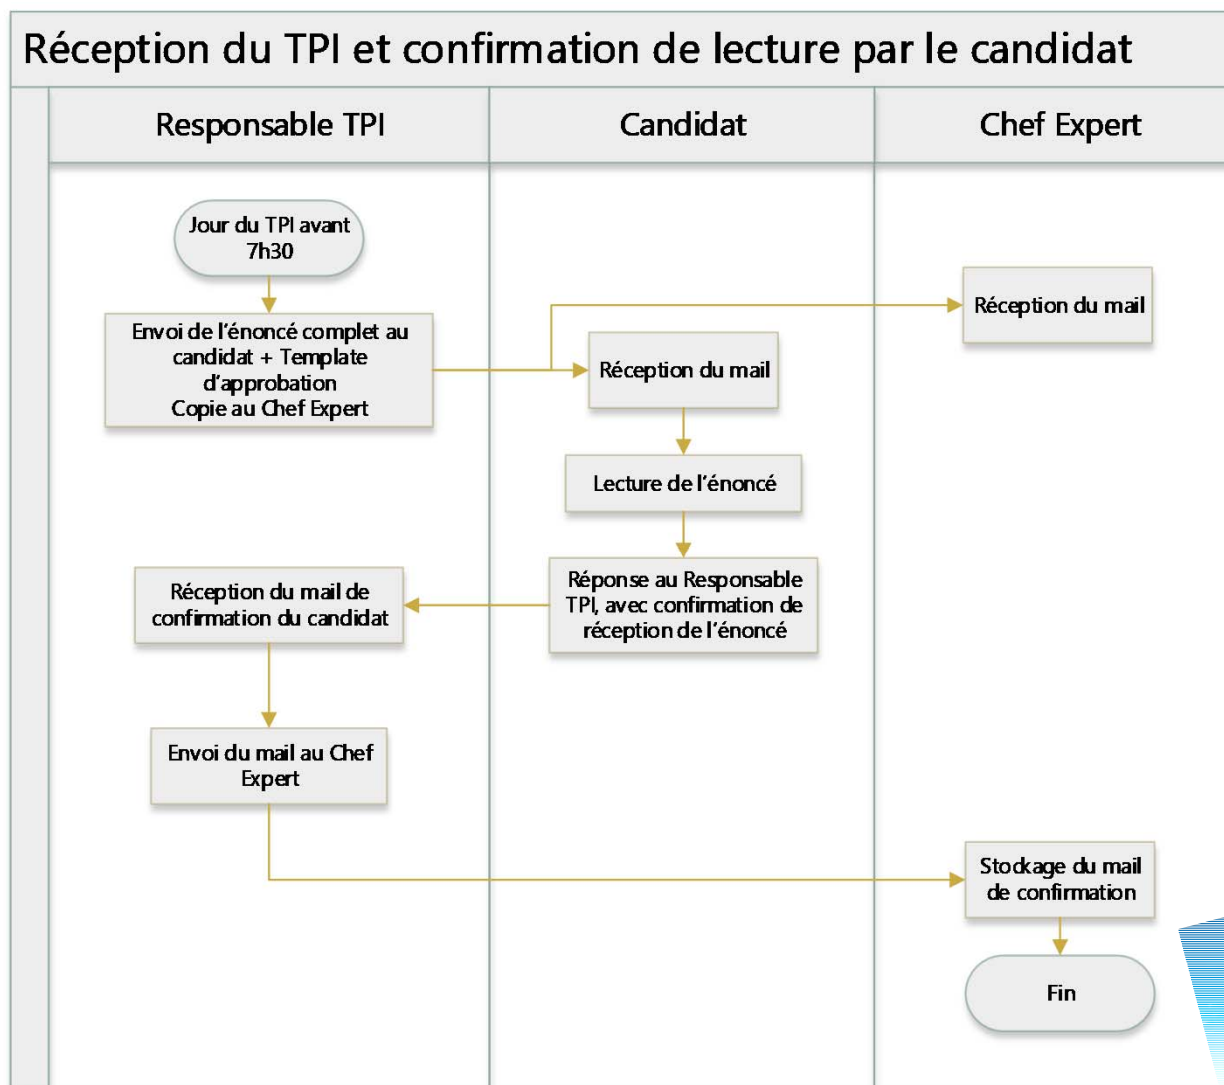 Réception du TPI et confirmation de lecture par le candidat
Responsable TPI
Candidat
Chef Expert
Jour du TPI avant
7h30
Envoi de l'énoncé complet au
candidat + Template
d'approbation
Copie au Chef Expert
Réception du mail
Réception du mail
Lecture de l'énoncé
Réponse au Responsable
TPI, avec confirmation de
réception de l'énoncé
Réception du mail de
confirmation du candidat
Envoi du mail au Chef
Expert
Stockage du mail
de confirmation
Fin